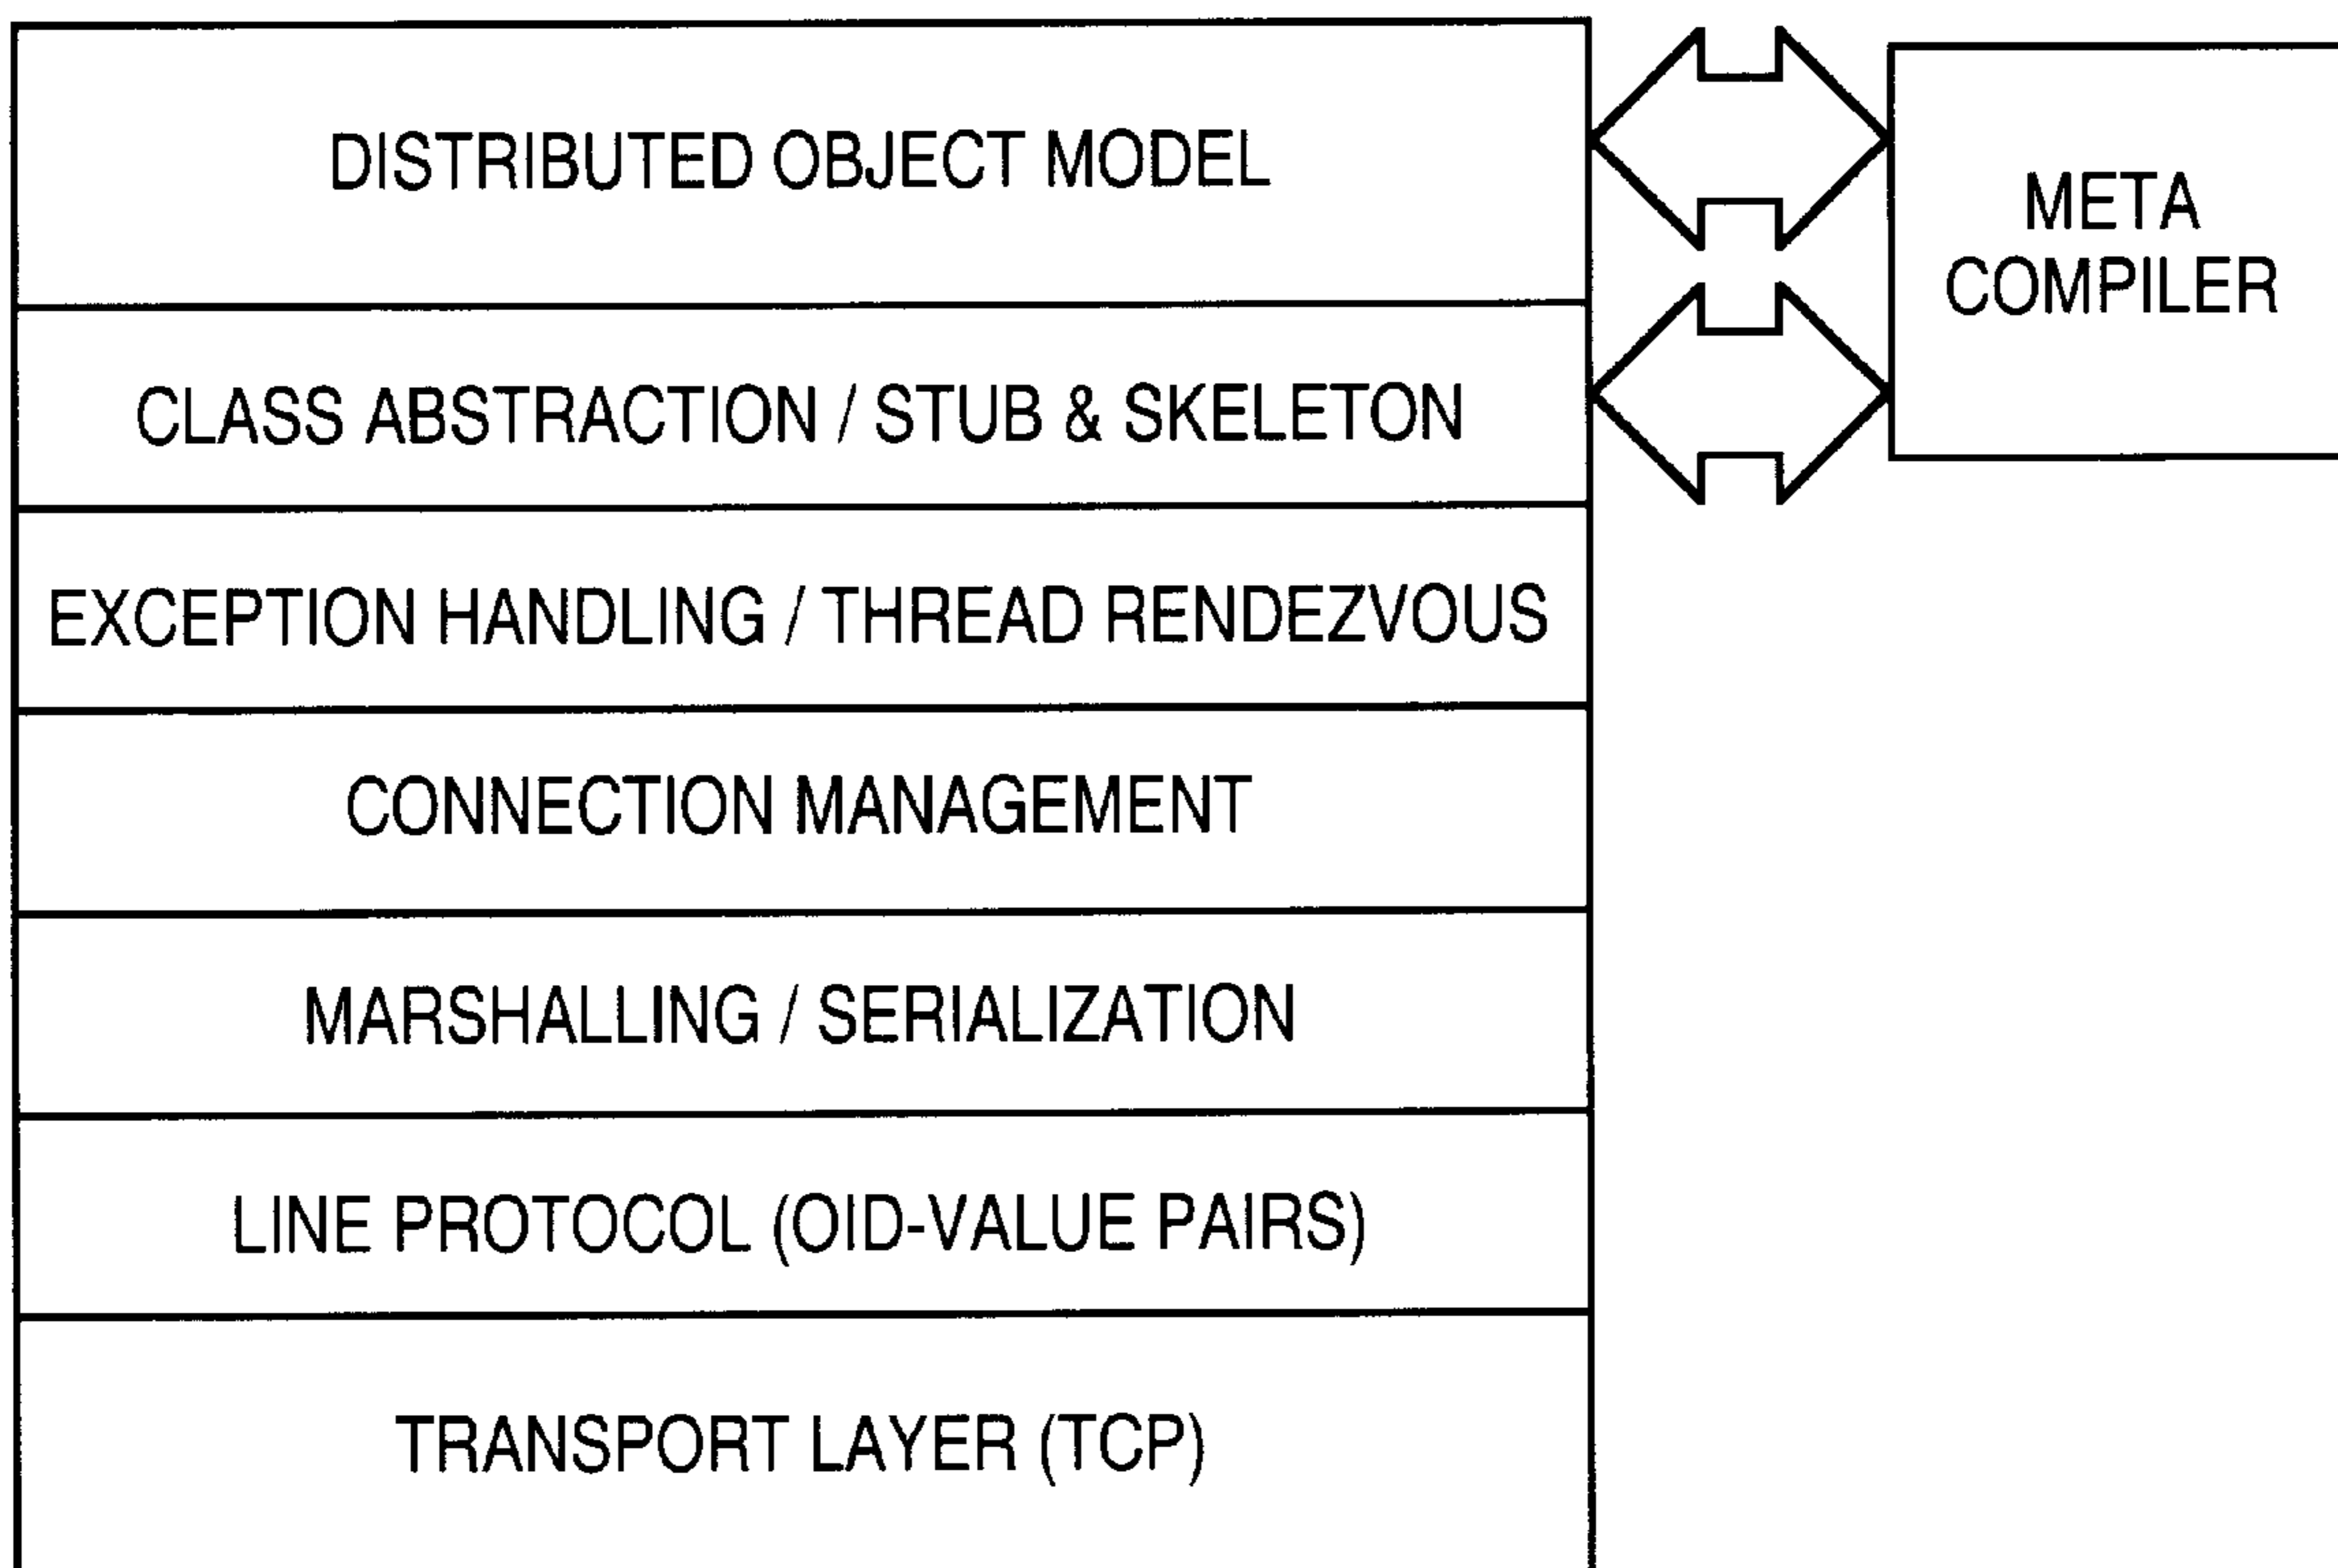 DISTRIBUTED OBJECT MODEL
META
COMPILER
CLASS ABSTRACTION / STUB & SKELETON
EXCEPTION HANDLING / THREAD RENDEZVOUS
CONNECTION MANAGEMENT
MARSHALLING / SERIALIZATION
LINE PROTOCOL (OID-VALUE PAIRS)
TRANSPORT LAYER (TCP)